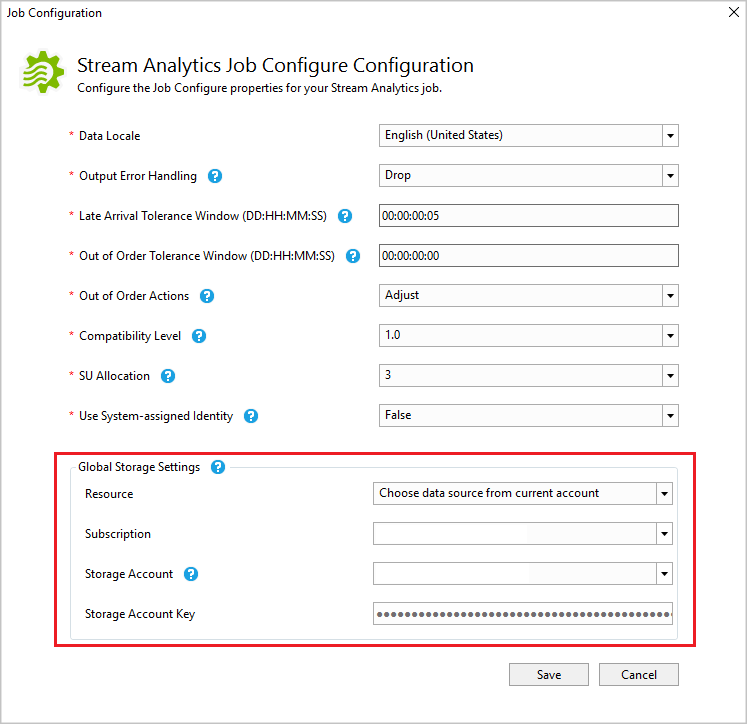 Job Configuration
Stream Analytics Job Configure Configuration
Configure the Job Configure properties for your Stream Analytics job.
* Data Locale English (United States)
* Output Error Handling ? Drop
* Late Arrival Tolerance Window (DD:HH:MM:SS) ? 00:00:00:05
* Out of Order Tolerance Window (DD:HH:MM:SS) ? 00:00:00:00
* Out of Order Actions ? Adjust
* Compatibility Level ? 1.0
* SU Allocation ? 3
* Use System-assigned Identity ? False
Global Storage Settings ?
Resource Choose data source from current account
Subscription
Storage Account ?
Storage Account Key ●●●●●●●●●●●●●●●●●●●●●●●●●●●●●●●●●●●●●●●●●●
Save Cancel